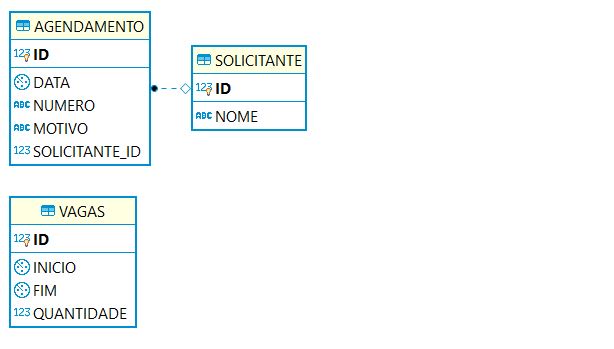 AGENDAMENTO
123 ID
DATA
ABC NUMERO
ABC MOTIVO
123 SOLICITANTE_ID
SOLICITANTE
123 ID
ABC NOME
VAGAS
123 ID
INICIO
FIM
123 QUANTIDADE